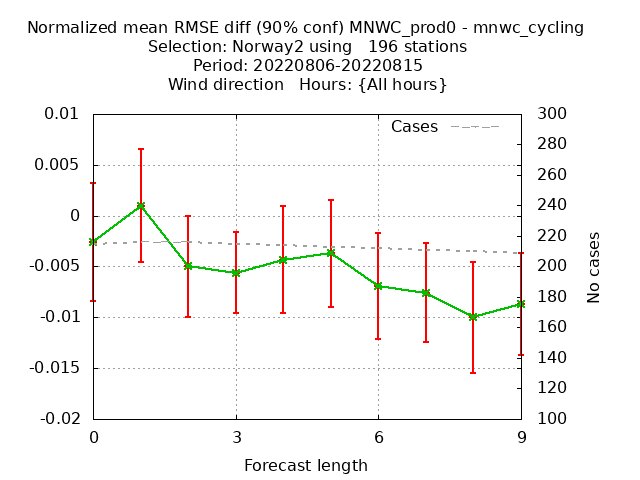 Normalized mean RMSE diff (90% conf) MNWC_prod0 - mnwc_cycling
Selection: Norway2 using   196 stations
Period: 20220806-20220815
Wind direction   Hours: {All hours}
Cases
0.01
0.005
0
-0.005
-0.01
-0.015
-0.02
300
280
260
240
220
200
180
160
140
120
100
No cases
0 3 6 9
Forecast length